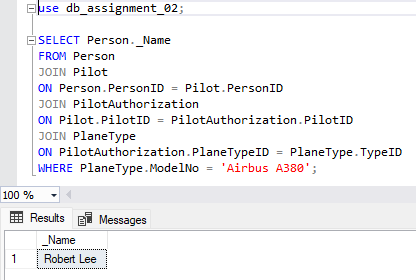 use db_assignment_02;
SELECT Person._Name
FROM Person
JOIN Pilot
ON Person.PersonID = Pilot.PersonID
JOIN PilotAuthorization
ON Pilot.PilotID = PilotAuthorization.PilotID
JOIN PlaneType
ON PilotAuthorization.PlaneTypeID = PlaneType.TypeID
WHERE PlaneType.ModelNo = 'Airbus A380';
100 %
Results Messages
_Name
1 Robert Lee